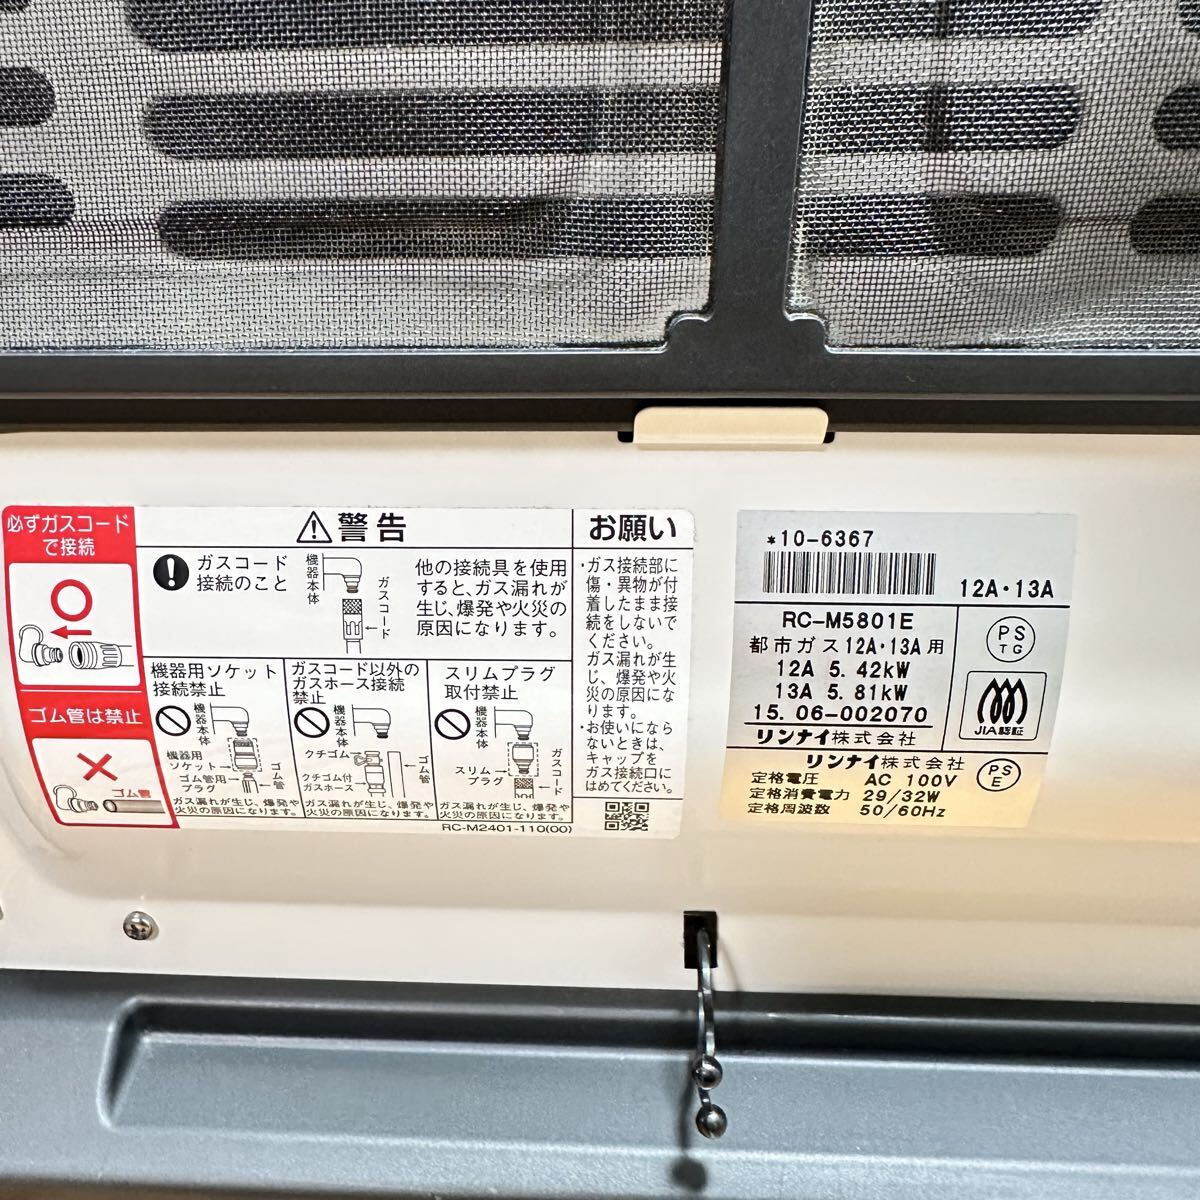 必ずガスコード
で接続
ゴム管は禁止
ゴム管
警告
ガスコード
接続のこと
機器本体
ガスコード
他の接続具を使用
すると、ガス漏れが
生じ、爆発や火災の
原因になります。
機器用ソケット
接続禁止
機器本体
機器用
ソケット
ゴム管用
プラグ
ゴム管
ガス漏れが生じ、爆発や
火災の原因になります。
ガスコード以外の
ガスホース接続
禁止
機器本体
クチゴム
クチゴム付
ガスホース
ゴム管
ガス漏れが生じ、爆発や
火災の原因になります。
スリムプラグ
取付禁止
機器本体
スリム
プラグ
ガスコード
ガス漏れが生じ、爆発や
火災の原因になります。
RC-M2401-110(00)
お願い
・ガス接続部に
傷・異物が付
着したまま接
続をしないで
ください。
ガス漏れが生
じ、爆発や火
災の原因にな
ります。
・お使いになら
ないときは、
キャップを
ガス接続口に
はめてください。
*10-6367
12A・13A
RC-M5801E
都市ガス12A・13A用
12A 5.42kW
13A 5.81kW
15.06-002070
リンナイ株式会社
PS
TG
JIA認証
リンナイ株式会社
定格電圧 AC 100V
定格消費電力 29/32W
定格周波数 50/60Hz
PS
E